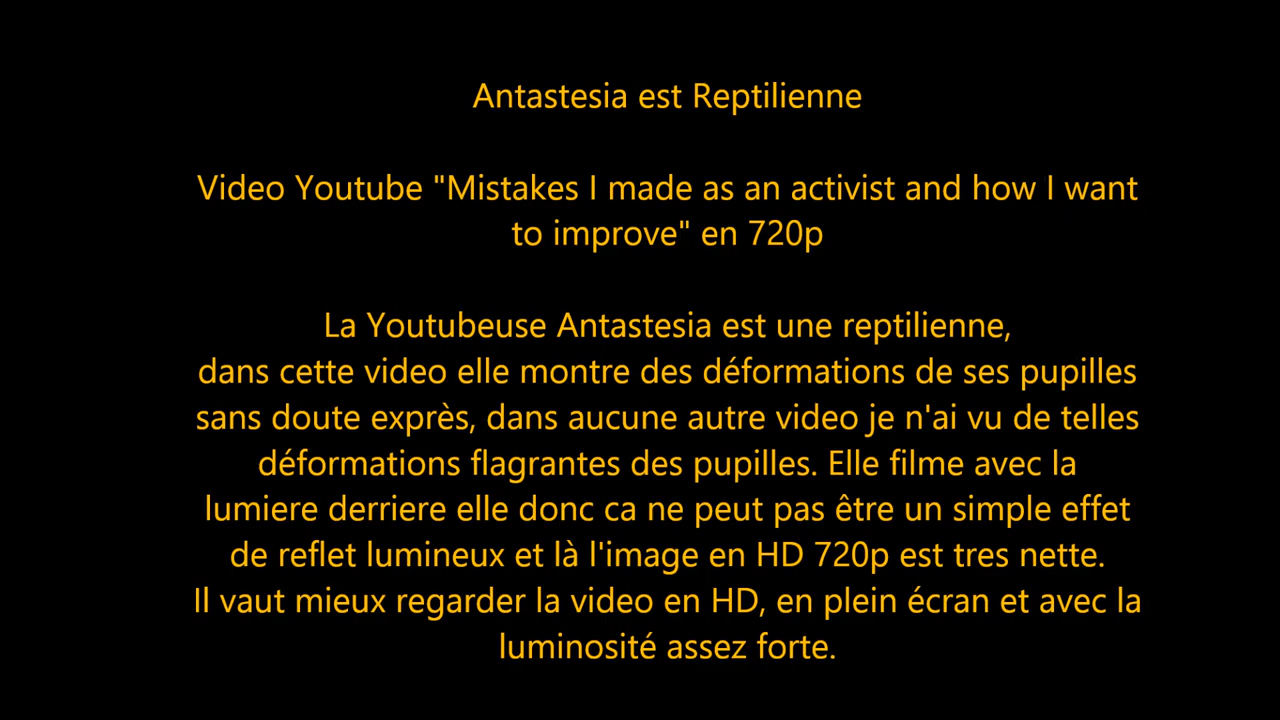 Antastesia est Reptilienne
Video Youtube "Mistakes I made as an activist and how I want
to improve" en 720p
La Youtubeuse Antastesia est une reptilienne,
dans cette video elle montre des déformations de ses pupilles
sans doute exprès, dans aucune autre video je n'ai vu de telles
déformations flagrantes des pupilles. Elle filme avec la
lumiere derriere elle donc ca ne peut pas être un simple effet
de reflet lumineux et là l'image en HD 720p est tres nette.
Il vaut mieux regarder la video en HD, en plein écran et avec la
luminosité assez forte.